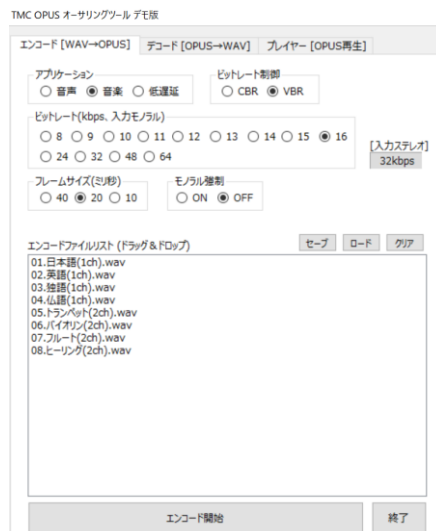 TMC OPUS オーサリングツール デモ版
エンコード [WAV→OPUS] デコード [OPUS→WAV] プレイヤー [OPUS再生]
アプリケーション ビットレート制御
音声 音楽 低遅延 CBR VBR
ビットレート(kbps、入力モノラル)
8 9 10 11 12 13 14 15 16
[入力ステレオ]
24 32 48 64 32kbps
フレームサイズ(ミリ秒) モノラル強制
40 20 10 ON OFF
エンコードファイルリスト (ドラッグ&ドロップ) セーブ ロード クリア
01.日本語(1ch).wav
02.英語(1ch).wav
03.独語(1ch).wav
04.仏語(1ch).wav
05.トランペット(2ch).wav
06.バイオリン(2ch).wav
07.フルート(2ch).wav
08.ヒーリング(2ch).wav
エンコード開始 終了